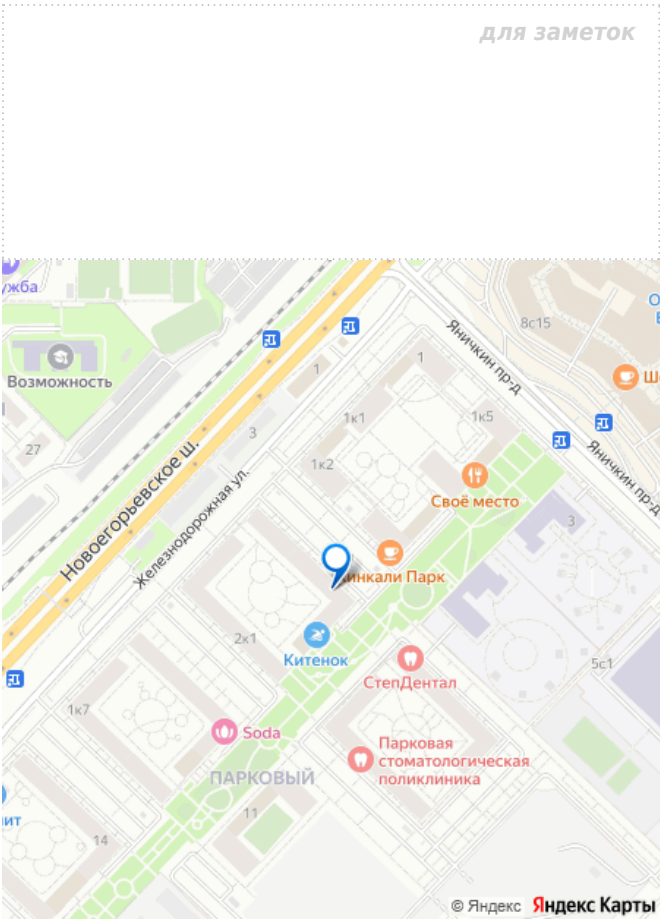 для заметок
ужба
8с15
Яничкин пр-д
1
1
Возможность
1к1
1к5
27
3
1к2
Новоегорьевское ш.
Яничкин пр-д
Своё место
Железнодорожная ул.
3
инкали Парк
2к1
Китенок
5с1
СтепДентал
1к7
Soda
Парковая
стоматологическая
поликлиника
ПАРКОВЫЙ
ит
11
14
© Яндекс Яндекс Карты